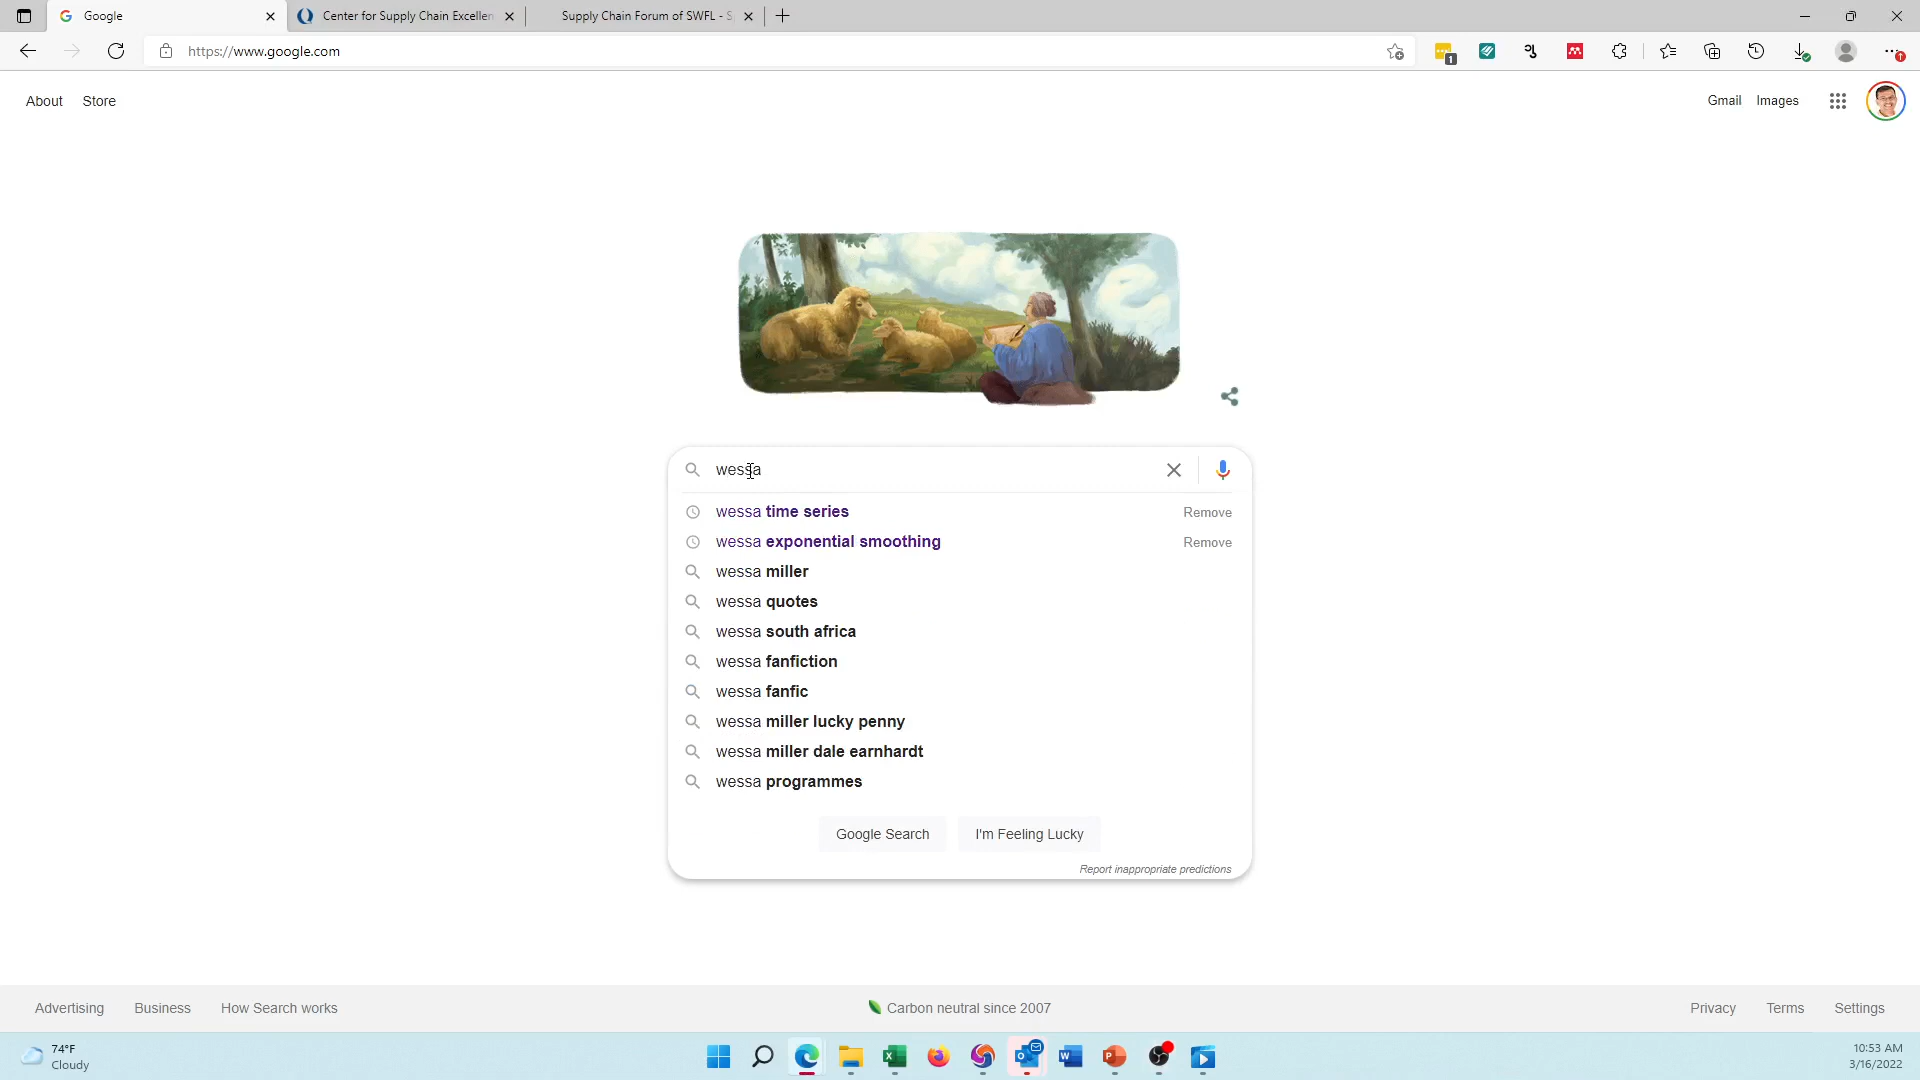 Google
Center for Supply Chain Excellen
Supply Chain Forum of SWFL - S
https://www.google.com
1
About
Store
Gmail
Images
wessa
wessa time series
Remove
wessa exponential smoothing
Remove
wessa miller
wessa quotes
wessa south africa
wessa fanfiction
wessa fanfic
wessa miller lucky penny
wessa miller dale earnhardt
wessa programmes
Google Search
I'm Feeling Lucky
Report inappropriate predictions
Advertising
Business
How Search works
Carbon neutral since 2007
Privacy
Terms
Settings
74°F
Cloudy
10:53 AM
3/16/2022